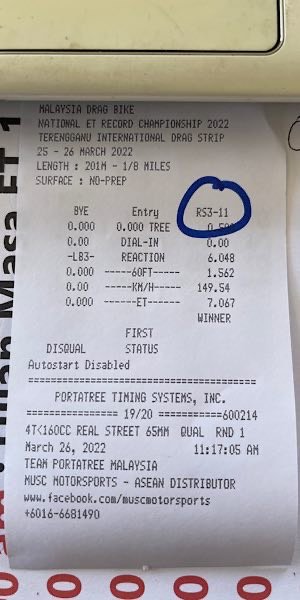 MALAYSIA DRAG BIKE
NATIONAL ET RECORD CHAMPIONSHIP 2022
TERENGGANU INTERNATIONAL DRAG STRIP
25 - 26 MARCH 2022
LENGTH : 201M - 1/8 MILES
SURFACE : NO-PREP
BYE Entry RS3-11
0.000 0.000 TREE
0.00 DIAL-IN 0.00
-LB3- REACTION 6.048
0.000 -----60FT------ 1.562
0.00 -----KM/H------ 149.54
0.000 ------ET------- 7.067
WINNER
FIRST
DISQUAL STATUS
Autostart Disabled
========================================
PORTATREE TIMING SYSTEMS, INC.
============== 19/20 ===========600214
4T<160CC REAL STREET 65MM QUAL RND 1
March 26, 2022 11:17:05 AM
TEAM PORTATREE MALAYSIA
MUSC MOTORSPORTS - ASEAN DISTRIBUTOR
www.facebook.com/muscmotorsports
+6016-6681490
Masa ET 1